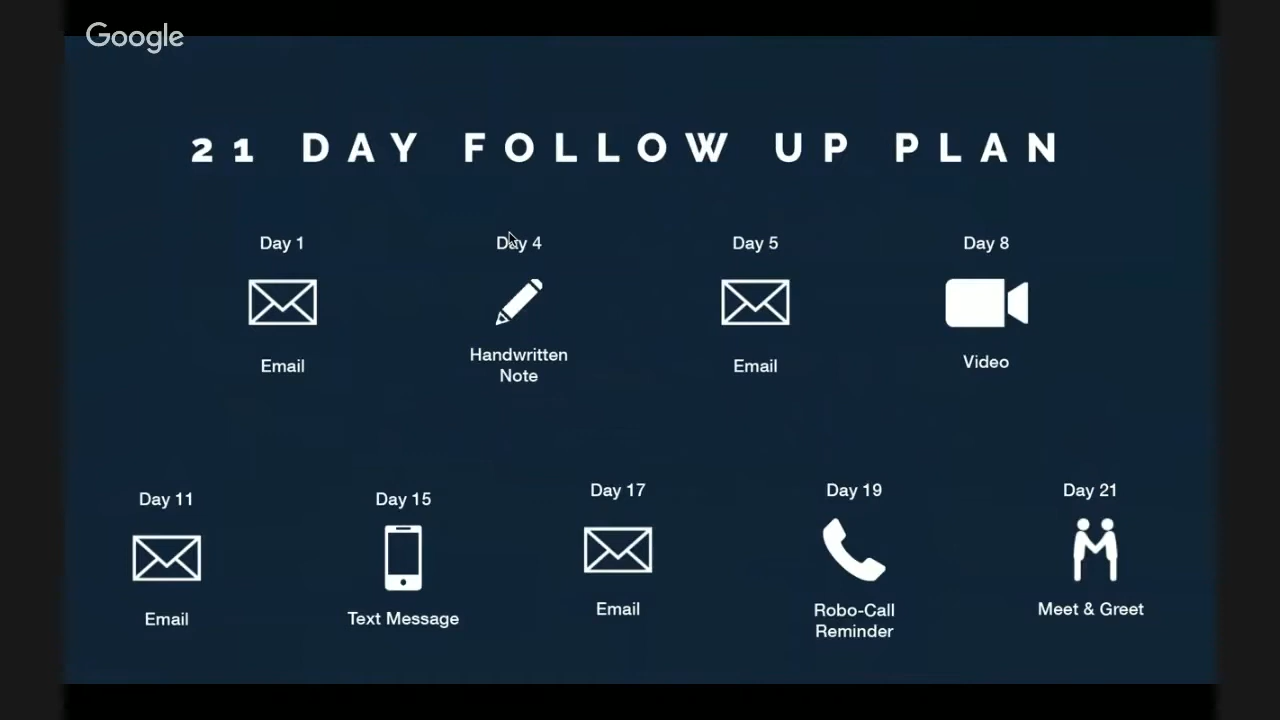 Google
21 DAY FOLLOW UP PLAN
Day 1
Day 4
Day 5
Day 8
Email
Handwritten
Note
Email
Video
Day 11
Day 15
Day 17
Day 19
Day 21
Email
Text Message
Email
Robo-Call
Reminder
Meet & Greet